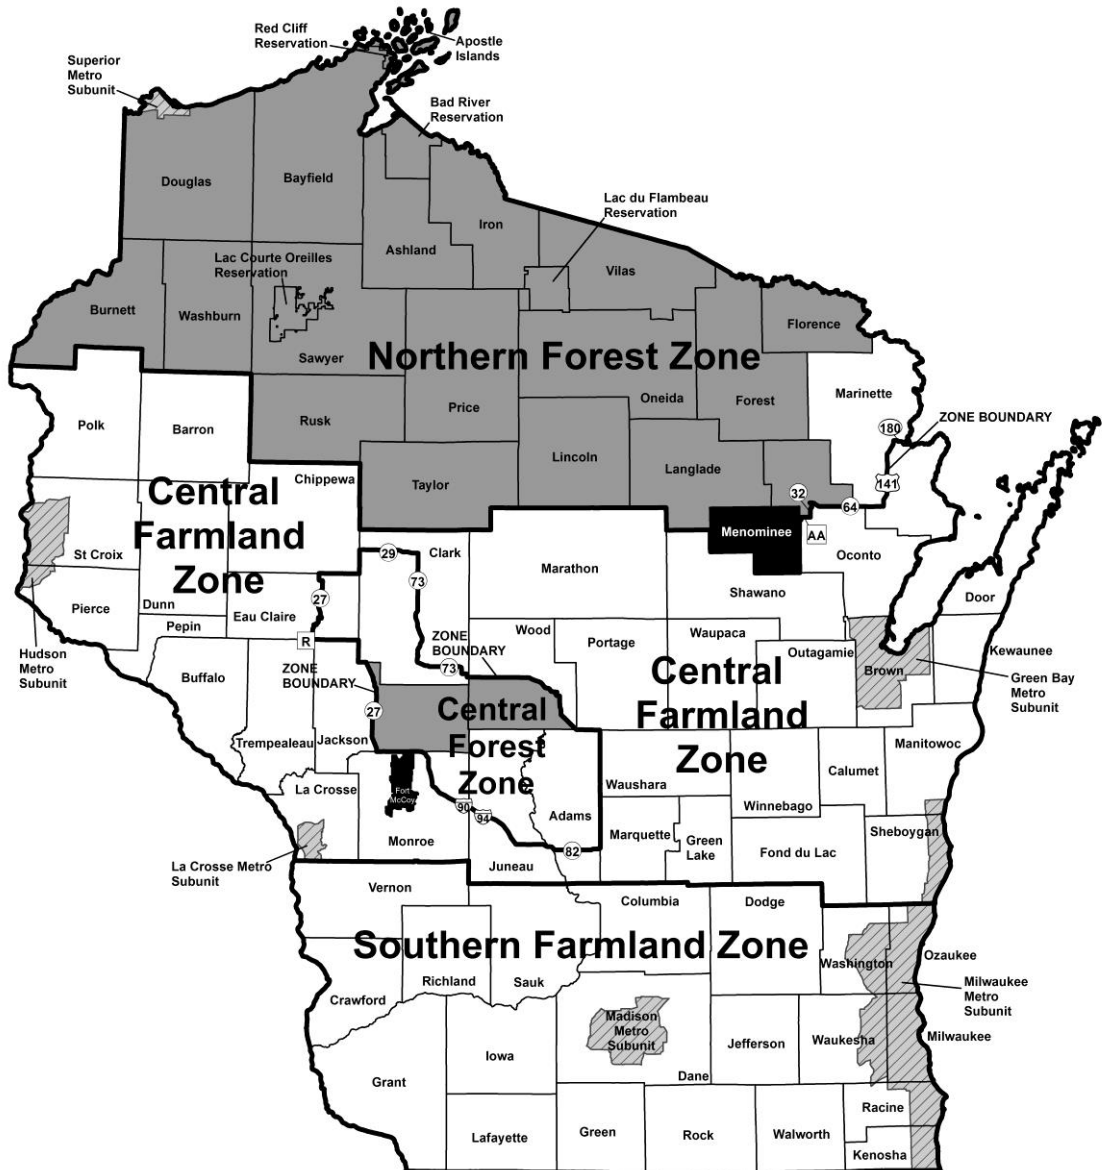 Red Cliff
Reservation
Apostle
Islands
Superior
Metro
Subunit
Bad River
Reservation
Douglas
Bayfield
Lac du Flambeau
Reservation
Iron
Ashland
Lac Courte Oreilles
Reservation
Vilas
Burnett
Washburn
Florence
Sawyer
Northern Forest Zone
Marinette
Oneida
Forest
Price
Rusk
Polk
Barron
180
ZONE BOUNDARY
Lincoln
Langlade
Chippewa
Taylor
141
32
64
Central
Farmland
Zone
Menominee
AA
St Croix
Clark
29
Oconto
Marathon
73
Shawano
27
Door
Pierce
Dunn
Eau Claire
Pepin
Wood
Portage
Waupaca
R
ZONE
BOUNDARY
Outagamie
Kewaunee
Hudson
Metro
Subunit
73
Central
Farmland
Zone
Brown
Green Bay
Metro
Subunit
Buffalo
ZONE
BOUNDARY
27
Central
Forest
Zone
Trempealeau
Jackson
Manitowoc
Calumet
Waushara
Winnebago
La Crosse
Fort
McCoy
90
94
Adams
Marquette
Green
Lake
Sheboygan
Monroe
82
Fond du Lac
La Crosse Metro
Subunit
Juneau
Vernon
Columbia
Dodge
Southern Farmland Zone
Washington
Ozaukee
Richland
Sauk
Milwaukee
Metro
Subunit
Crawford
Madison
Metro
Subunit
Jefferson
Waukesha
Milwaukee
Iowa
Dane
Grant
Racine
Lafayette
Green
Rock
Walworth
Kenosha